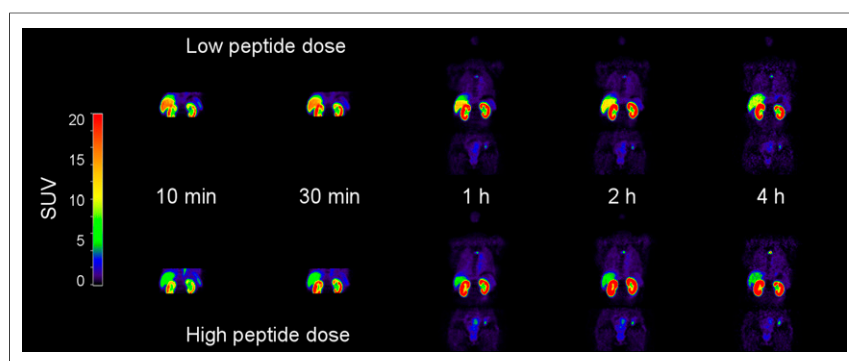 Low peptide dose
20
15
10
5
0
SUV
10 min 30 min 1 h 2 h 4 h
High peptide dose